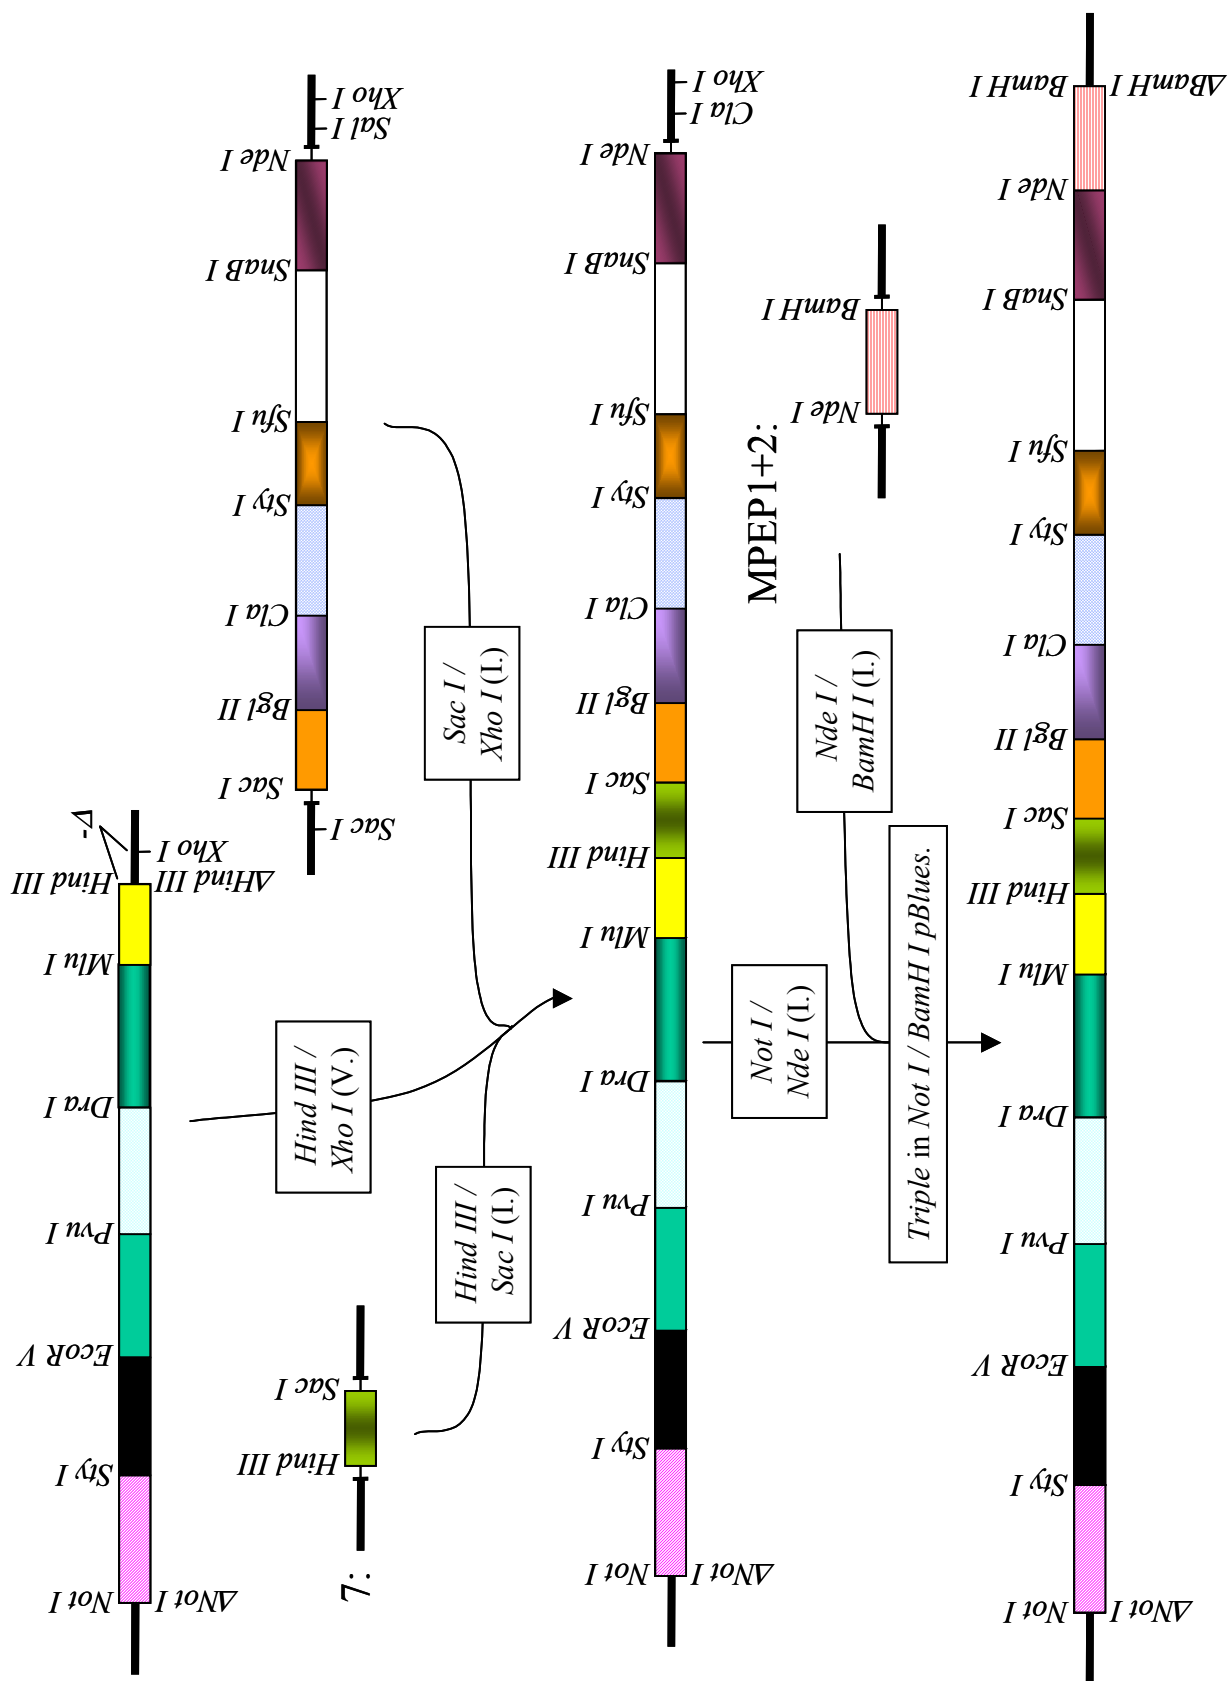 Not I
Sty I
EcoR V
Pvu I
Dra I
Mlu I
Hind III
-Δ
ΔNot I
ΔHind III
Xho I
Sac I
Bgl II
Cla I
Sty I
Sfu I
SnaB I
Nde I
Sac I
Sal I
Xho I
7:
Hind III
Sac I
Hind III /
Xho I (V.)
Hind III /
Sac I (I.)
Sac I /
Xho I (I.)
Not I
Sty I
EcoR V
Pvu I
Dra I
Mlu I
Hind III
Sac I
Bgl II
Cla I
Sty I
Sfu I
SnaB I
Nde I
ΔNot I
Cla I
Xho I
MPEP1+2:
Nde I
BamH I
Not I /
Nde I (I.)
Nde I /
BamH I (I.)
Triple in Not I / BamH I pBlues.
Not I
Sty I
EcoR V
Pvu I
Dra I
Mlu I
Hind III
Sac I
Bgl II
Cla I
Sty I
Sfu I
SnaB I
Nde I
BamH I
ΔNot I
ΔBamH I